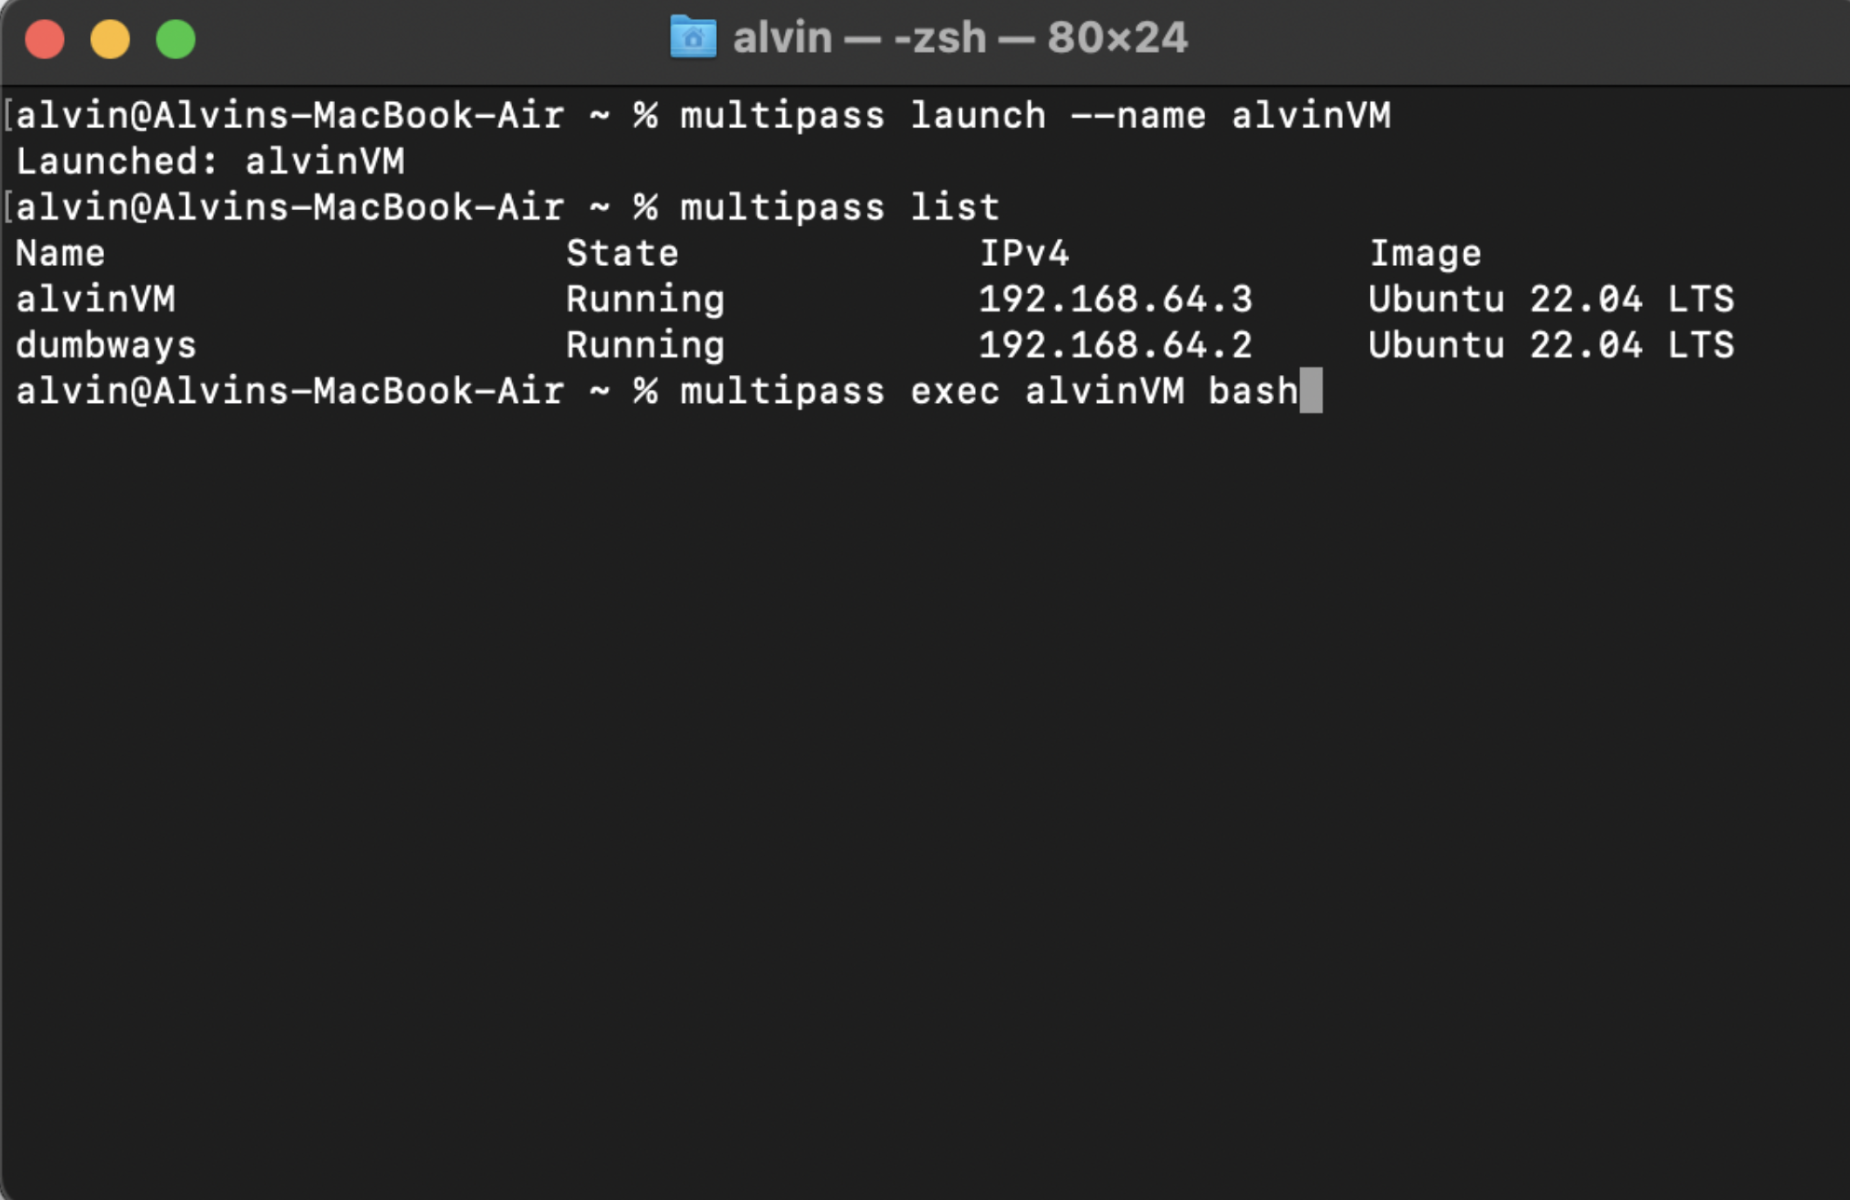 alvin — -zsh — 80×24
[alvin@Alvins-MacBook-Air ~ % multipass launch --name alvinVM
Launched: alvinVM
[alvin@Alvins-MacBook-Air ~ % multipass list
Name                    State             IPv4             Image
alvinVM                 Running           192.168.64.3     Ubuntu 22.04 LTS
dumbways                Running           192.168.64.2     Ubuntu 22.04 LTS
alvin@Alvins-MacBook-Air ~ % multipass exec alvinVM bash